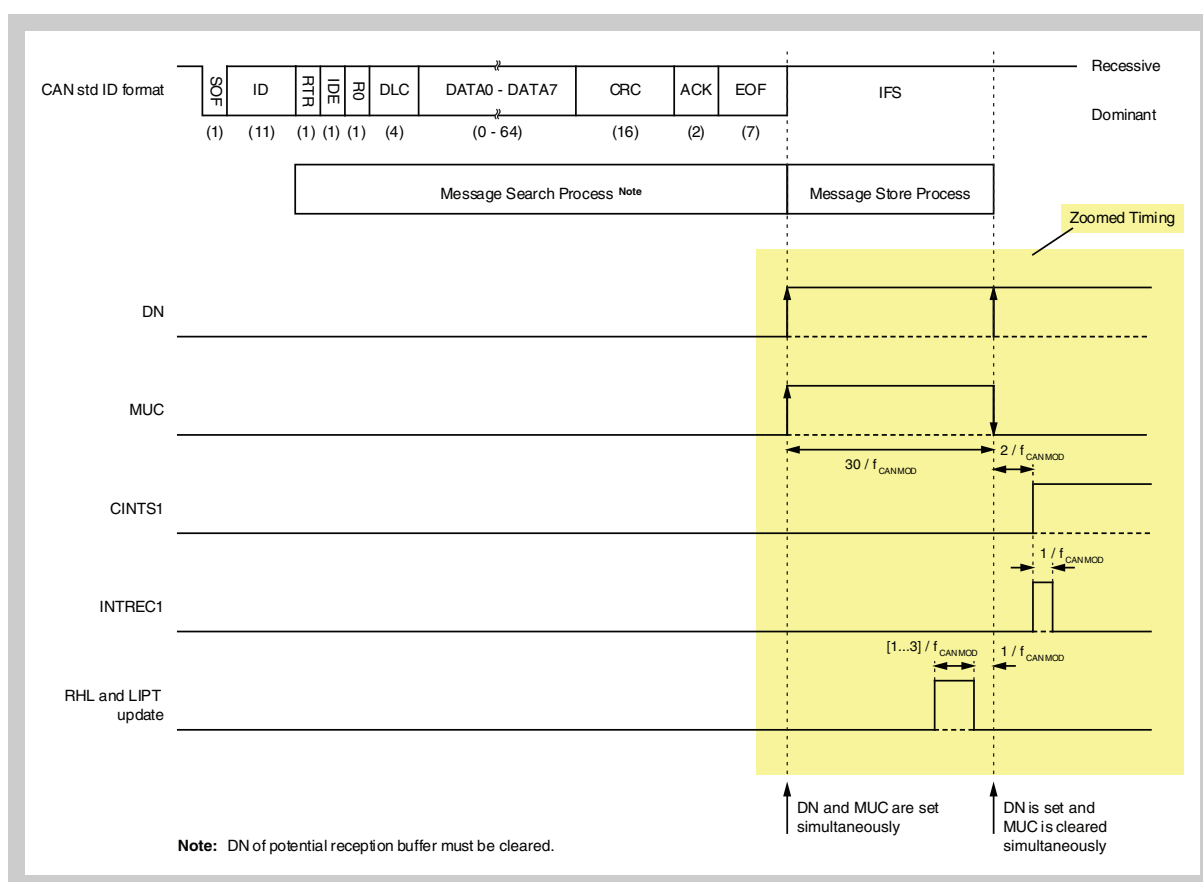 Recessive
CAN std ID format
SOF
ID
RTR
IDE
R0
DLC
DATA0 - DATA7
CRC
ACK
EOF
IFS
Dominant
(1)
(11)
(1)
(1)
(1)
(4)
(0 - 64)
(16)
(2)
(7)
Message Search Process Note
Message Store Process
Zoomed Timing
DN
MUC
30 / fCANMOD
2 / fCANMOD
CINTS1
1 / fCANMOD
INTREC1
[1...3] / fCANMOD
1 / fCANMOD
RHL and LIPT
update
DN and MUC are set
simultaneously
DN is set and
MUC is cleared
simultaneously
Note: DN of potential reception buffer must be cleared.